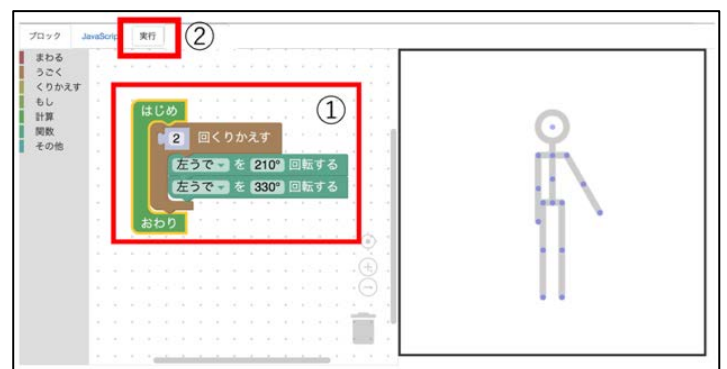 ブロック JavaScrip 実行 ②
まわる
うごく
くりかえす
もし
計算
関数
その他
①
はじめ
2 回くりかえす
左うで を 210° 回転する
左うで を 330° 回転する
おわり